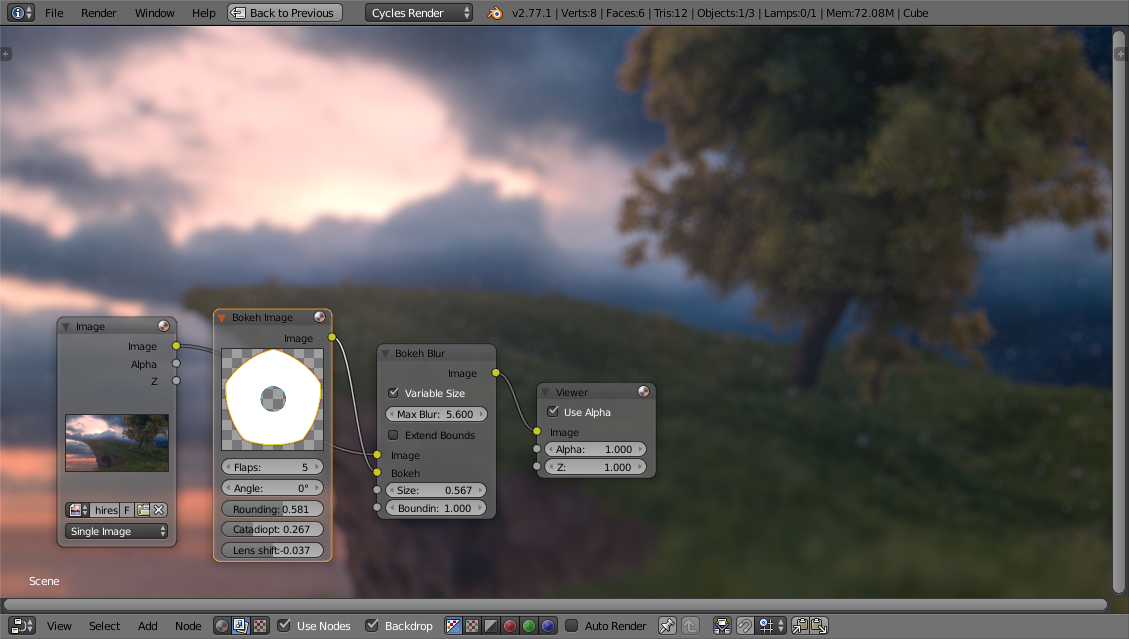 File Render Window Help Back to Previous Cycles Render v2.77.1 | Verts:8 | Faces:6 | Tris:12 | Objects:1/3 | Lamps:0/1 | Mem:72.08M | Cube
Image
Image
Alpha
Z
hires F
Single Image
Bokeh Image
Image
Flaps: 5
Angle: 0°
Rounding: 0.581
Catadiopt: 0.267
Lens shift:-0.037
Bokeh Blur
Image
Variable Size
Max Blur: 5.600
Extend Bounds
Image
Bokeh
Size: 0.567
Boundin: 1.000
Viewer
Use Alpha
Image
Alpha: 1.000
Z: 1.000
Scene
View Select Add Node Use Nodes Backdrop Auto Render